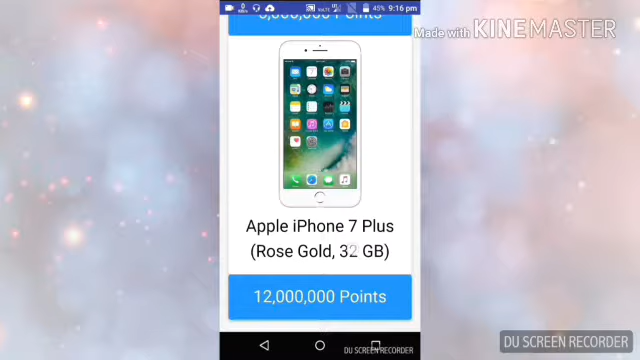 45% 9:16 pm
Made with KINEMASTER
Points
Apple iPhone 7 Plus
(Rose Gold, 32 GB)
12,000,000 Points
DU SCREEN RECORDER
DU SCREEN RECORDER